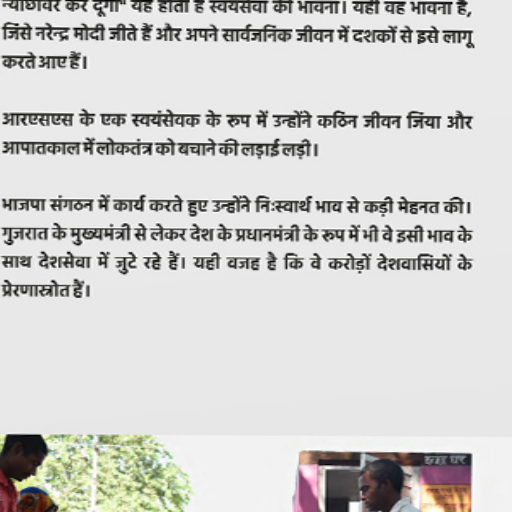 न्योछावर कर दूंगा" यह होती है स्वयंसेवा की भावना। यही वह भावना है,
जिसे नरेन्द्र मोदी जीते हैं और अपने सार्वजनिक जीवन में दशकों से इसे लागू
करते आए हैं।
आरएसएस के एक स्वयंसेवक के रूप में उन्होंने कठिन जीवन जिया और
आपातकाल में लोकतंत्र को बचाने की लड़ाई लड़ी।
भाजपा संगठन में कार्य करते हुए उन्होंने निःस्वार्थ भाव से कड़ी मेहनत की।
गुजरात के मुख्यमंत्री से लेकर देश के प्रधानमंत्री के रूप में भी वे इसी भाव के
साथ देशसेवा में जुटे रहे हैं। यही वजह है कि वे करोड़ों देशवासियों के
प्रेरणास्त्रोत हैं।